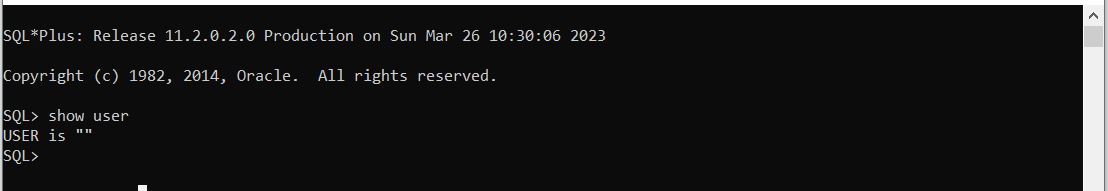 SQL*Plus: Release 11.2.0.2.0 Production on Sun Mar 26 10:30:06 2023
Copyright (c) 1982, 2014, Oracle.  All rights reserved.
SQL> show user
USER is ""
SQL>